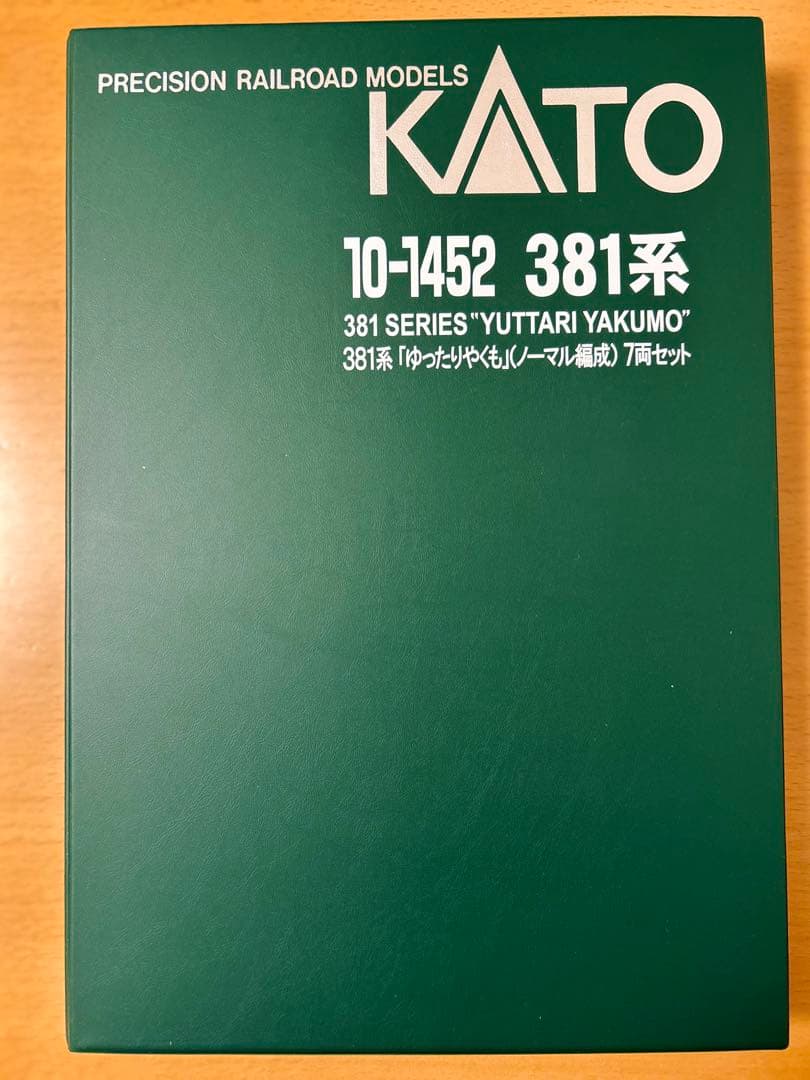 PRECISION RAILROAD MODELS
KATO
10-1452 381系
381 SERIES "YUTTARI YAKUMO"
381系「ゆったりやくも」(ノーマル編成) 7両セット